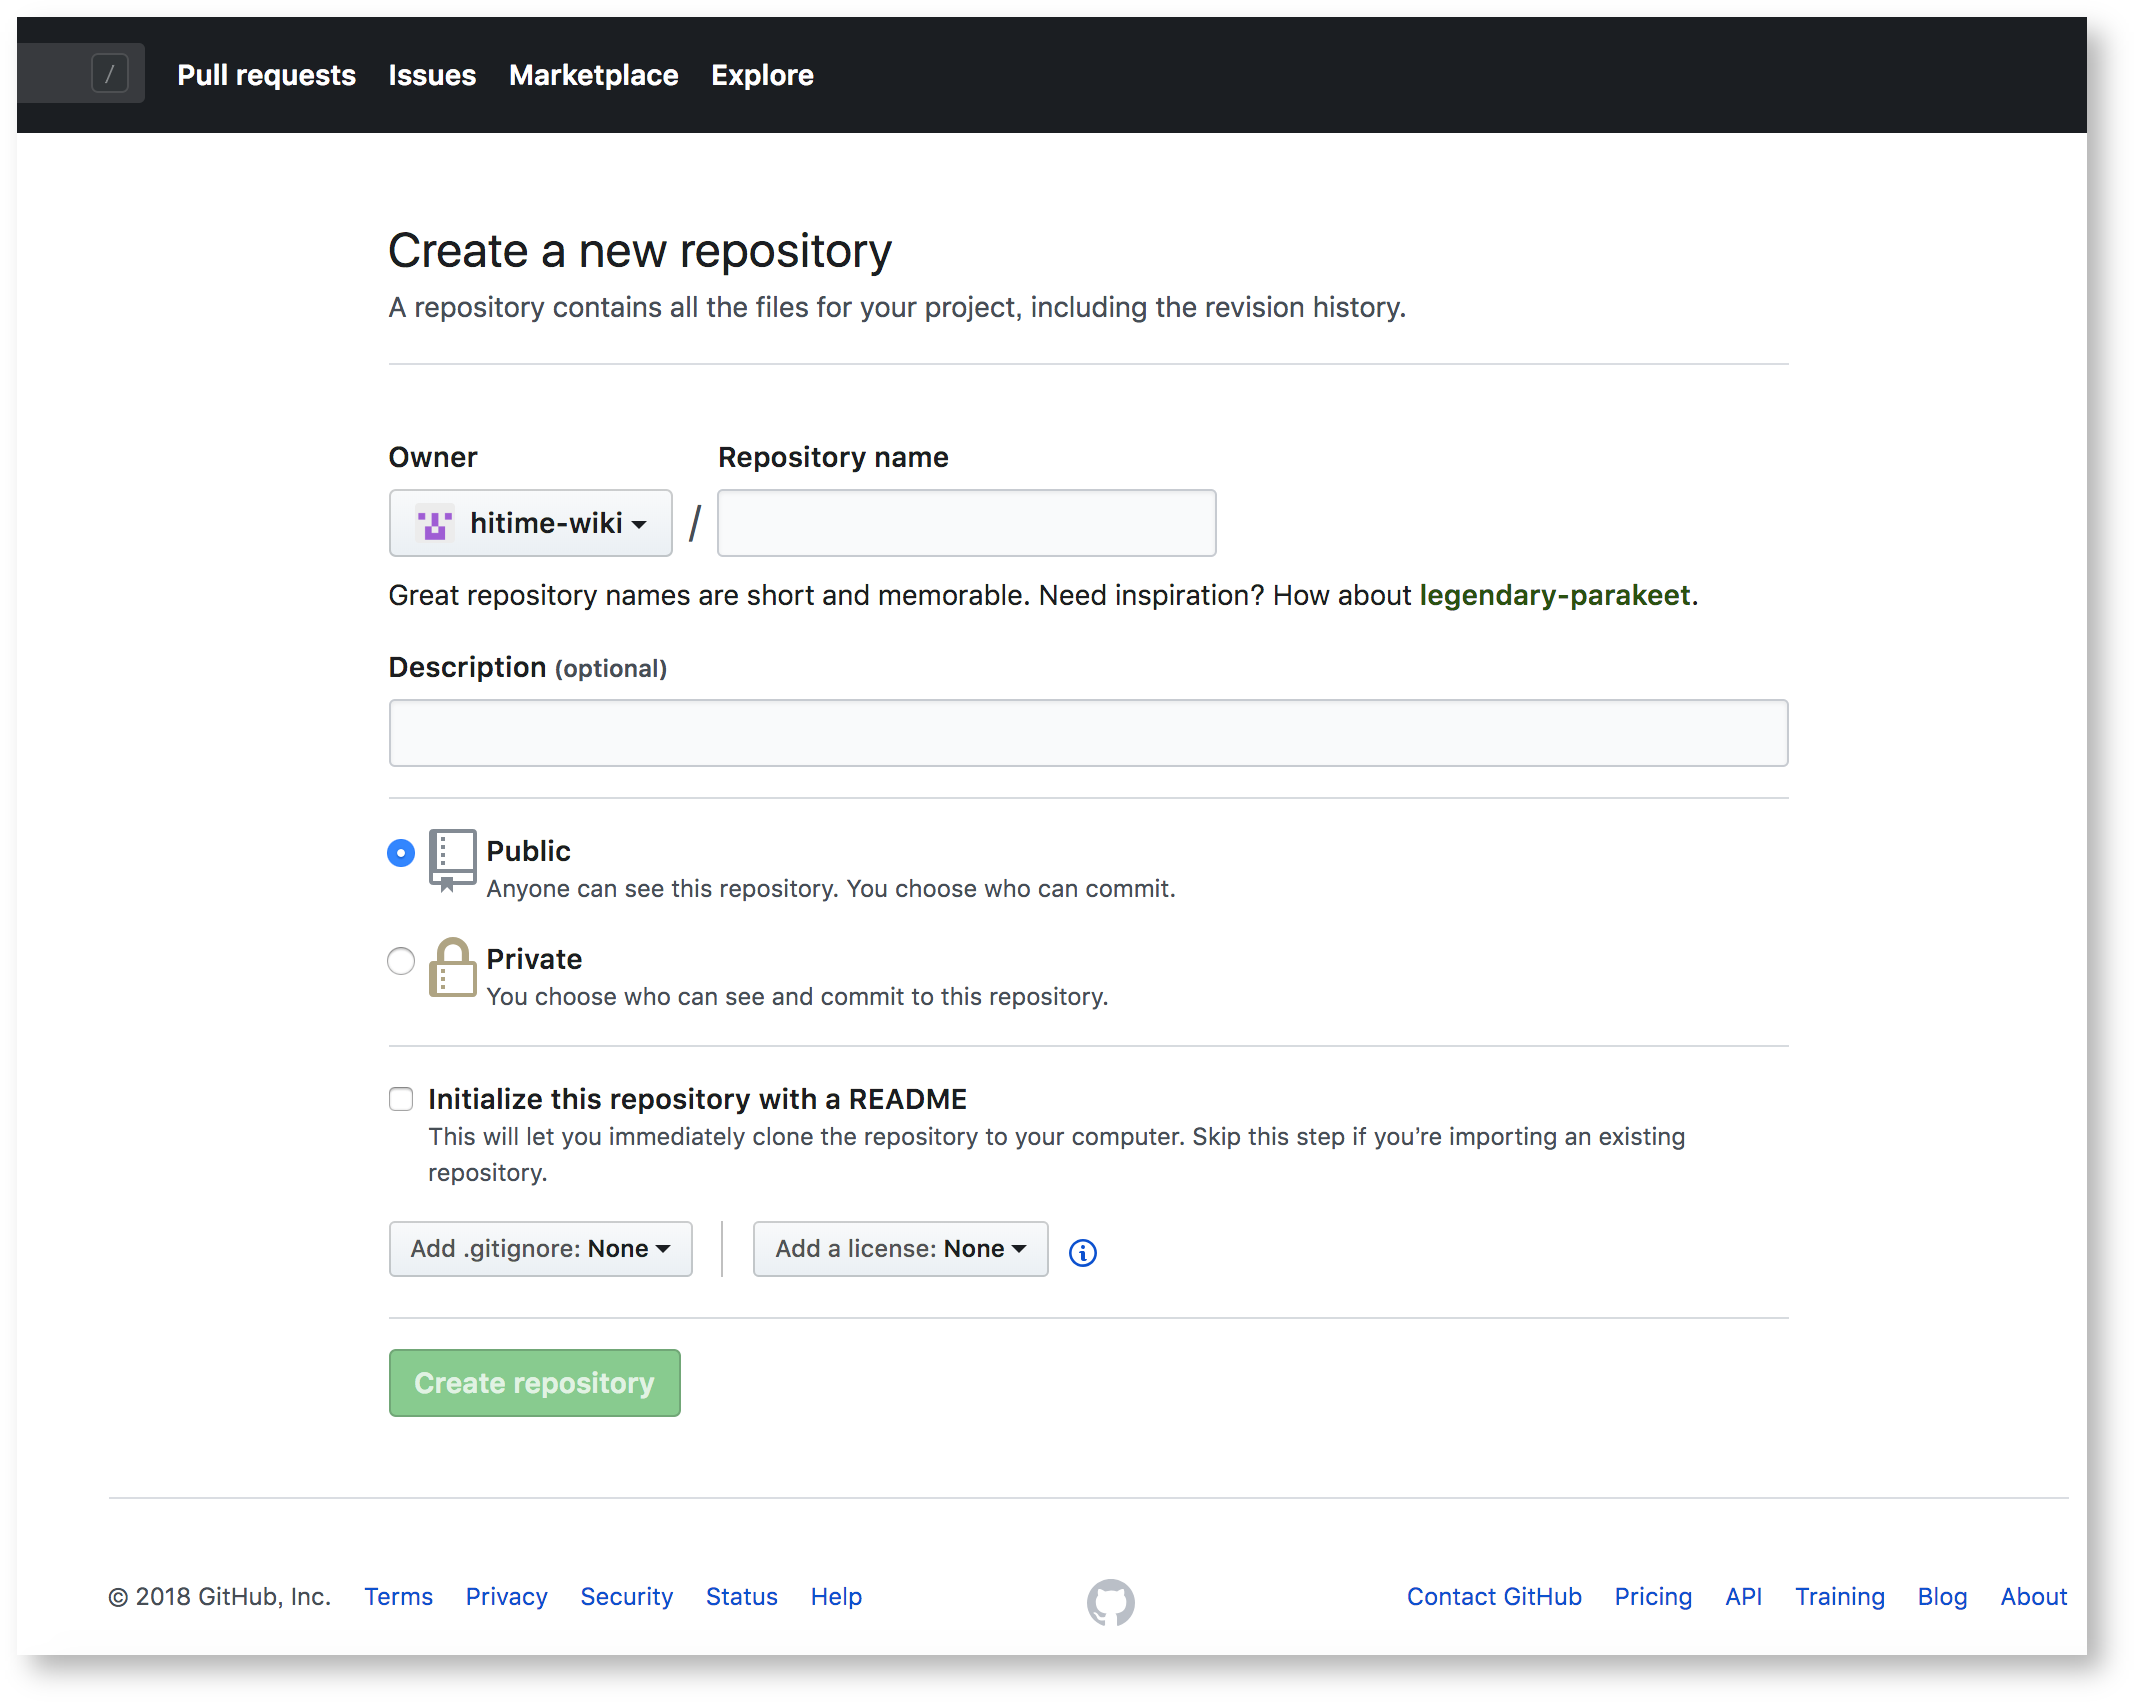 / Pull requests Issues Marketplace Explore
Create a new repository
A repository contains all the files for your project, including the revision history.
Owner Repository name
hitime-wiki /
Great repository names are short and memorable. Need inspiration? How about legendary-parakeet.
Description (optional)
Public
Anyone can see this repository. You choose who can commit.
Private
You choose who can see and commit to this repository.
Initialize this repository with a README
This will let you immediately clone the repository to your computer. Skip this step if you’re importing an existing
repository.
Add .gitignore: None Add a license: None
Create repository
© 2018 GitHub, Inc. Terms Privacy Security Status Help Contact GitHub Pricing API Training Blog About